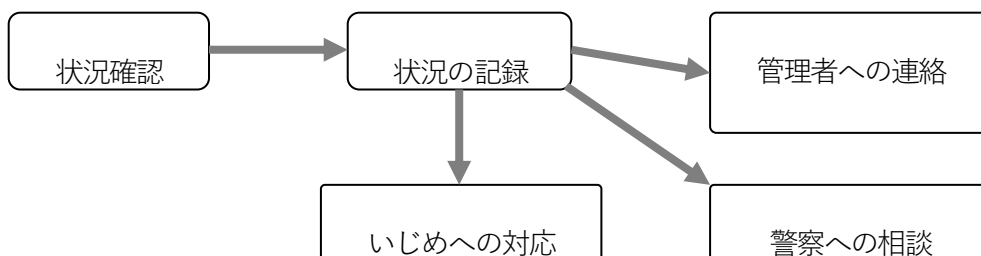 状況確認
状況の記録
管理者への連絡
いじめへの対応
警察への相談